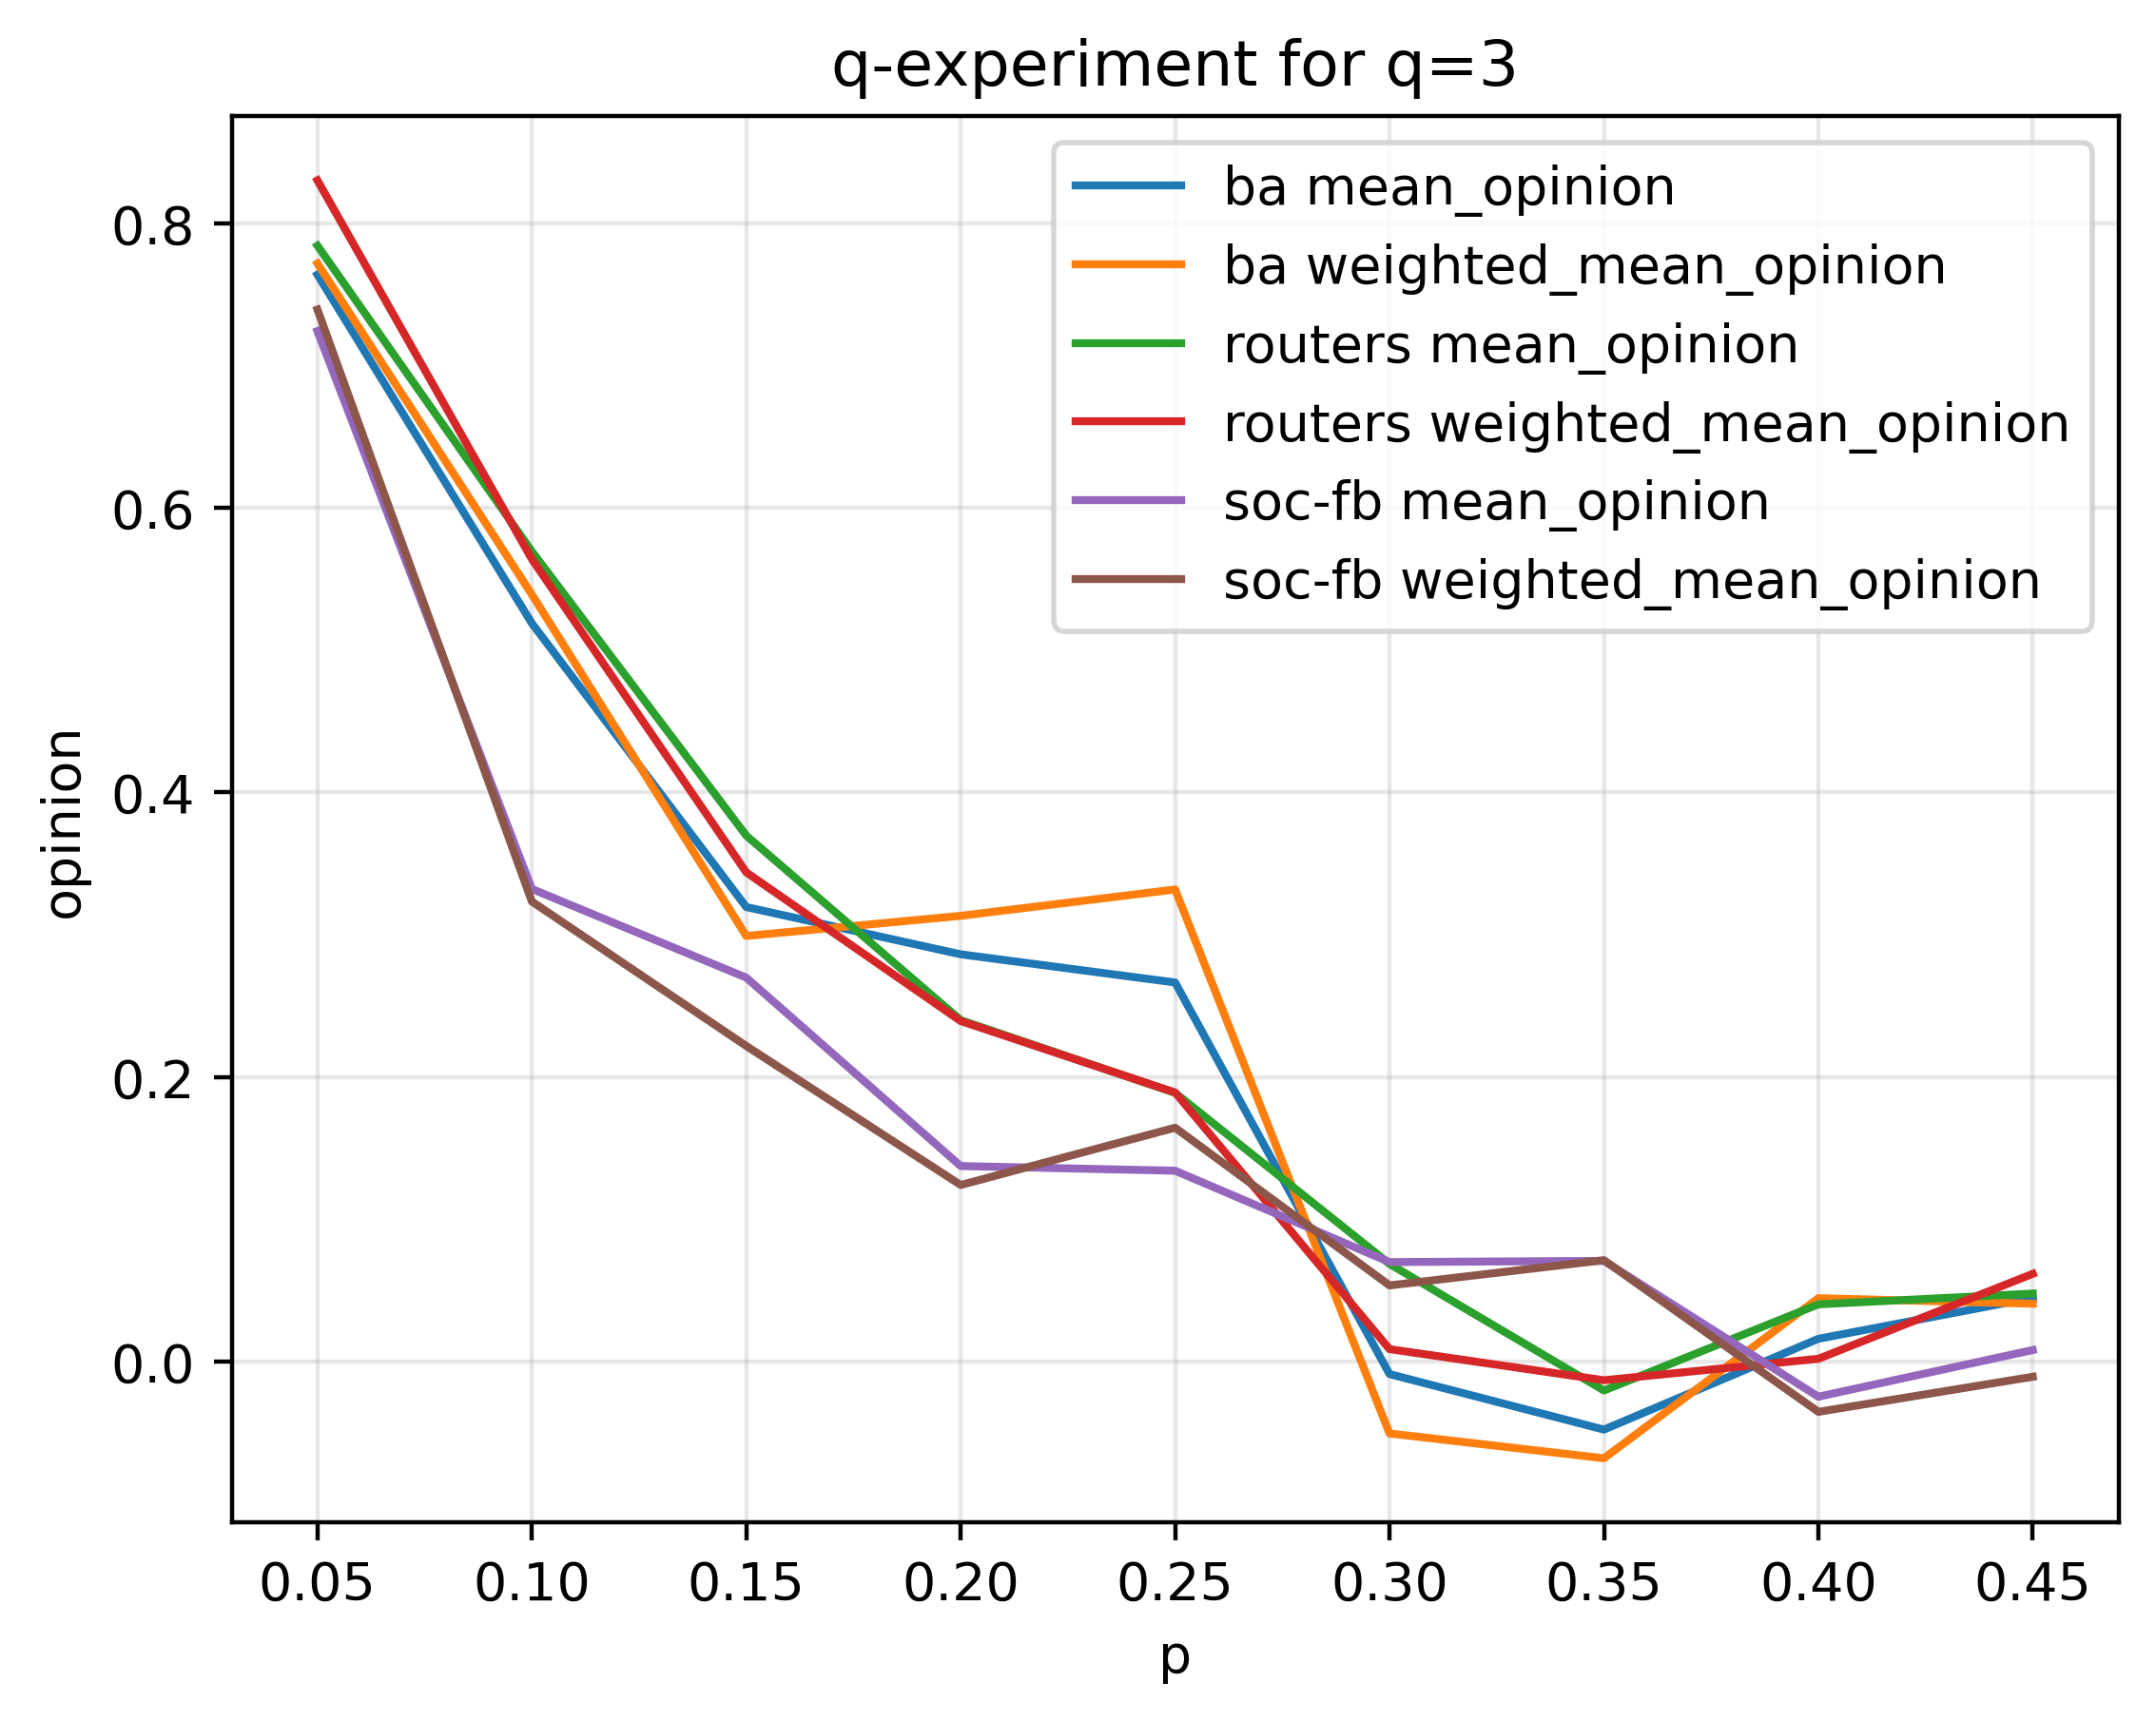 q-experiment for q=3
ba mean_opinion
ba weighted_mean_opinion
routers mean_opinion
routers weighted_mean_opinion
soc-fb mean_opinion
soc-fb weighted_mean_opinion
opinion
0.8
0.6
0.4
0.2
0.0
0.05 0.10 0.15 0.20 0.25 0.30 0.35 0.40 0.45
p